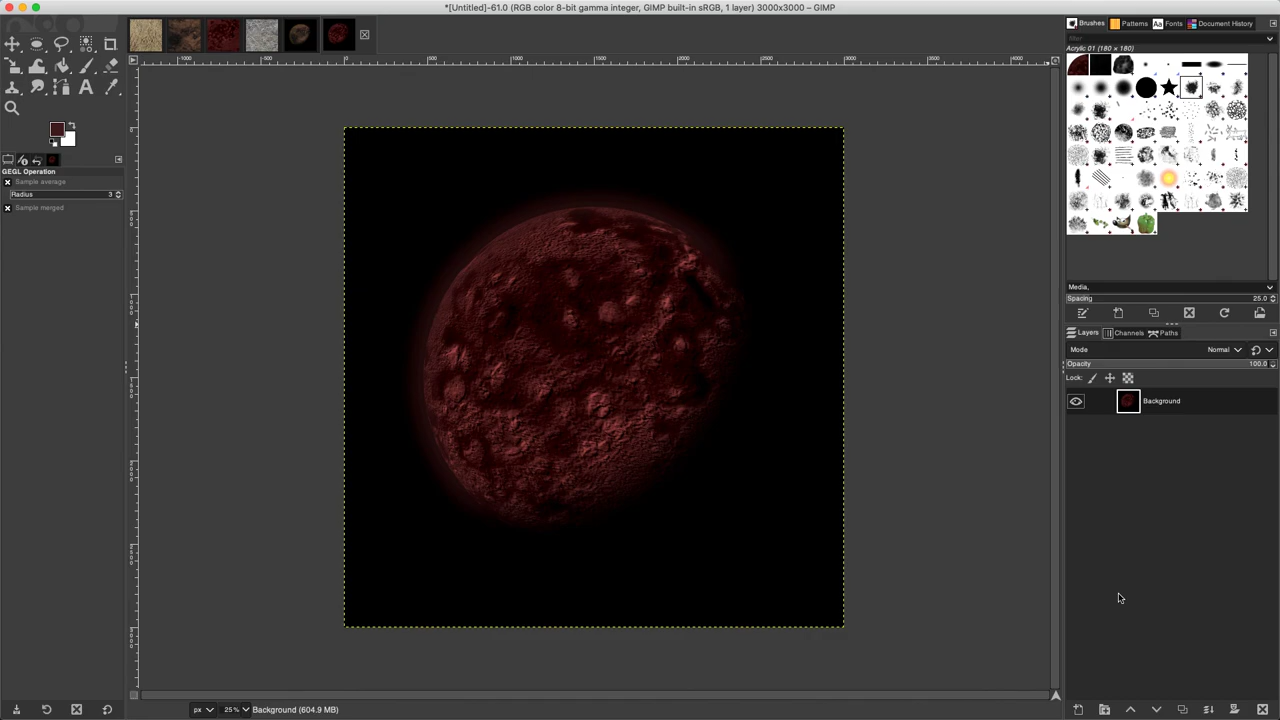 *[Untitled]-61.0 (RGB color 8-bit gamma integer, GIMP built-in sRGB, 1 layer) 3000x3000 – GIMP
Brushes Patterns Aa Fonts Document History
filter
Acrylic 01 (180 × 180)
GEGL Operation
Sample average
Radius 3
Sample merged
Media,
Spacing 25.0
Layers Channels Paths
Mode Normal
Opacity 100.0
Lock:
Background
px 25% Background (604.9 MB)